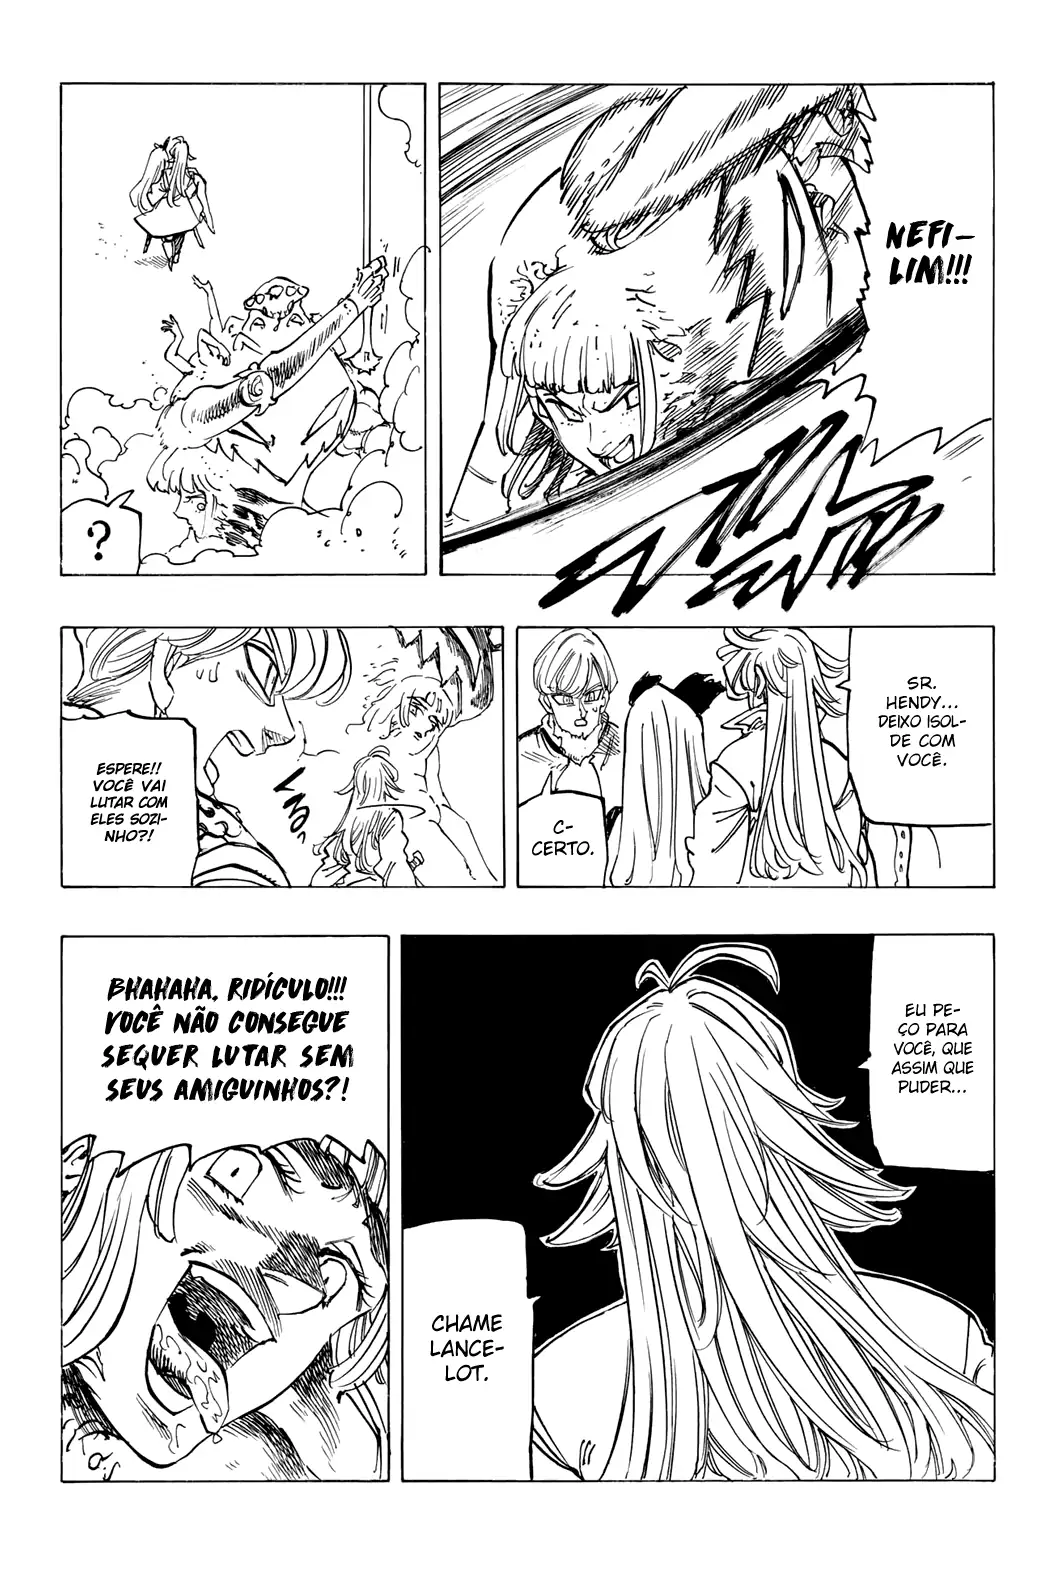 NEFI-
LIM!!!
?
SR.
HENDY...
DEIXO ISOL-
DE COM
VOCÊ.
C-
CERTO.
ESPERE!!
VOCÊ VAI
LUTAR COM
ELES SOZI-
NHO?!
EU PE-
ÇO PARA
VOCÊ, QUE
ASSIM QUE
PUDER...
CHAME
LANCE-
LOT.
BHAHAHA, RIDÍCULO!!!
VOCÊ NÃO CONSEGUE
SEQUER LUTAR SEM
SEUS AMIGUINHOS?!